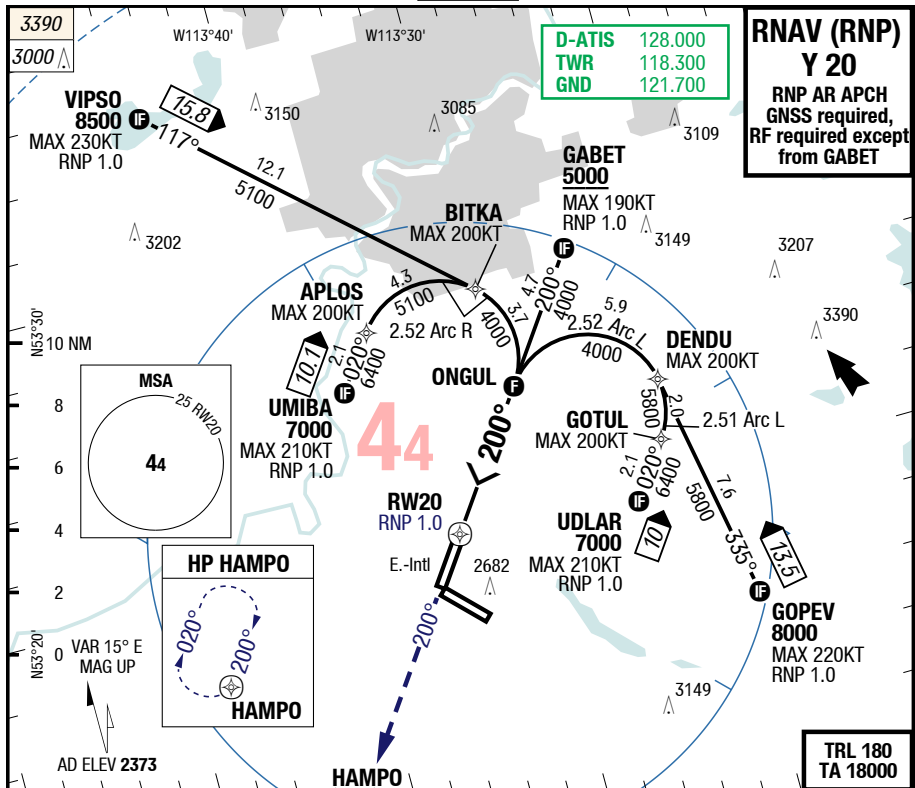 3390
3000
W113°40'
W113°30'
D-ATIS 128.000
TWR 118.300
GND 121.700
RNAV (RNP)
Y 20
RNP AR APCH
GNSS required,
RF required except
from GABET
VIPSO
8500
MAX 230KT
RNP 1.0
IF
15.8
117°
12.1
5100
3150
3085
3109
3202
GABET
5000
MAX 190KT
RNP 1.0
IF
3149
3207
3390
BITKA
MAX 200KT
4.7
200°
4000
4.3
5100
2.52 Arc R
4000
3.7
5.9
2.52 Arc L
4000
APLOS
MAX 200KT
DENDU
MAX 200KT
N53°30'
10 NM
10.1
2.1
020°
6400
IF
UMIBA
7000
MAX 210KT
RNP 1.0
44
ONGUL
F
200°
5800
2.0
2.51 Arc L
GOTUL
MAX 200KT
2.1
020°
6400
7.6
5800
335°
IF
UDLAR
7000
MAX 210KT
RNP 1.0
10
13.5
IF
GOPEV
8000
MAX 220KT
RNP 1.0
MSA
25 RW20
44
8
6
4
2
0
RW20
RNP 1.0
E.-Intl
2682
200°
HP HAMPO
020°
200°
HAMPO
N53°20'
VAR 15° E
MAG UP
AD ELEV 2373
3149
HAMPO
TRL 180
TA 18000